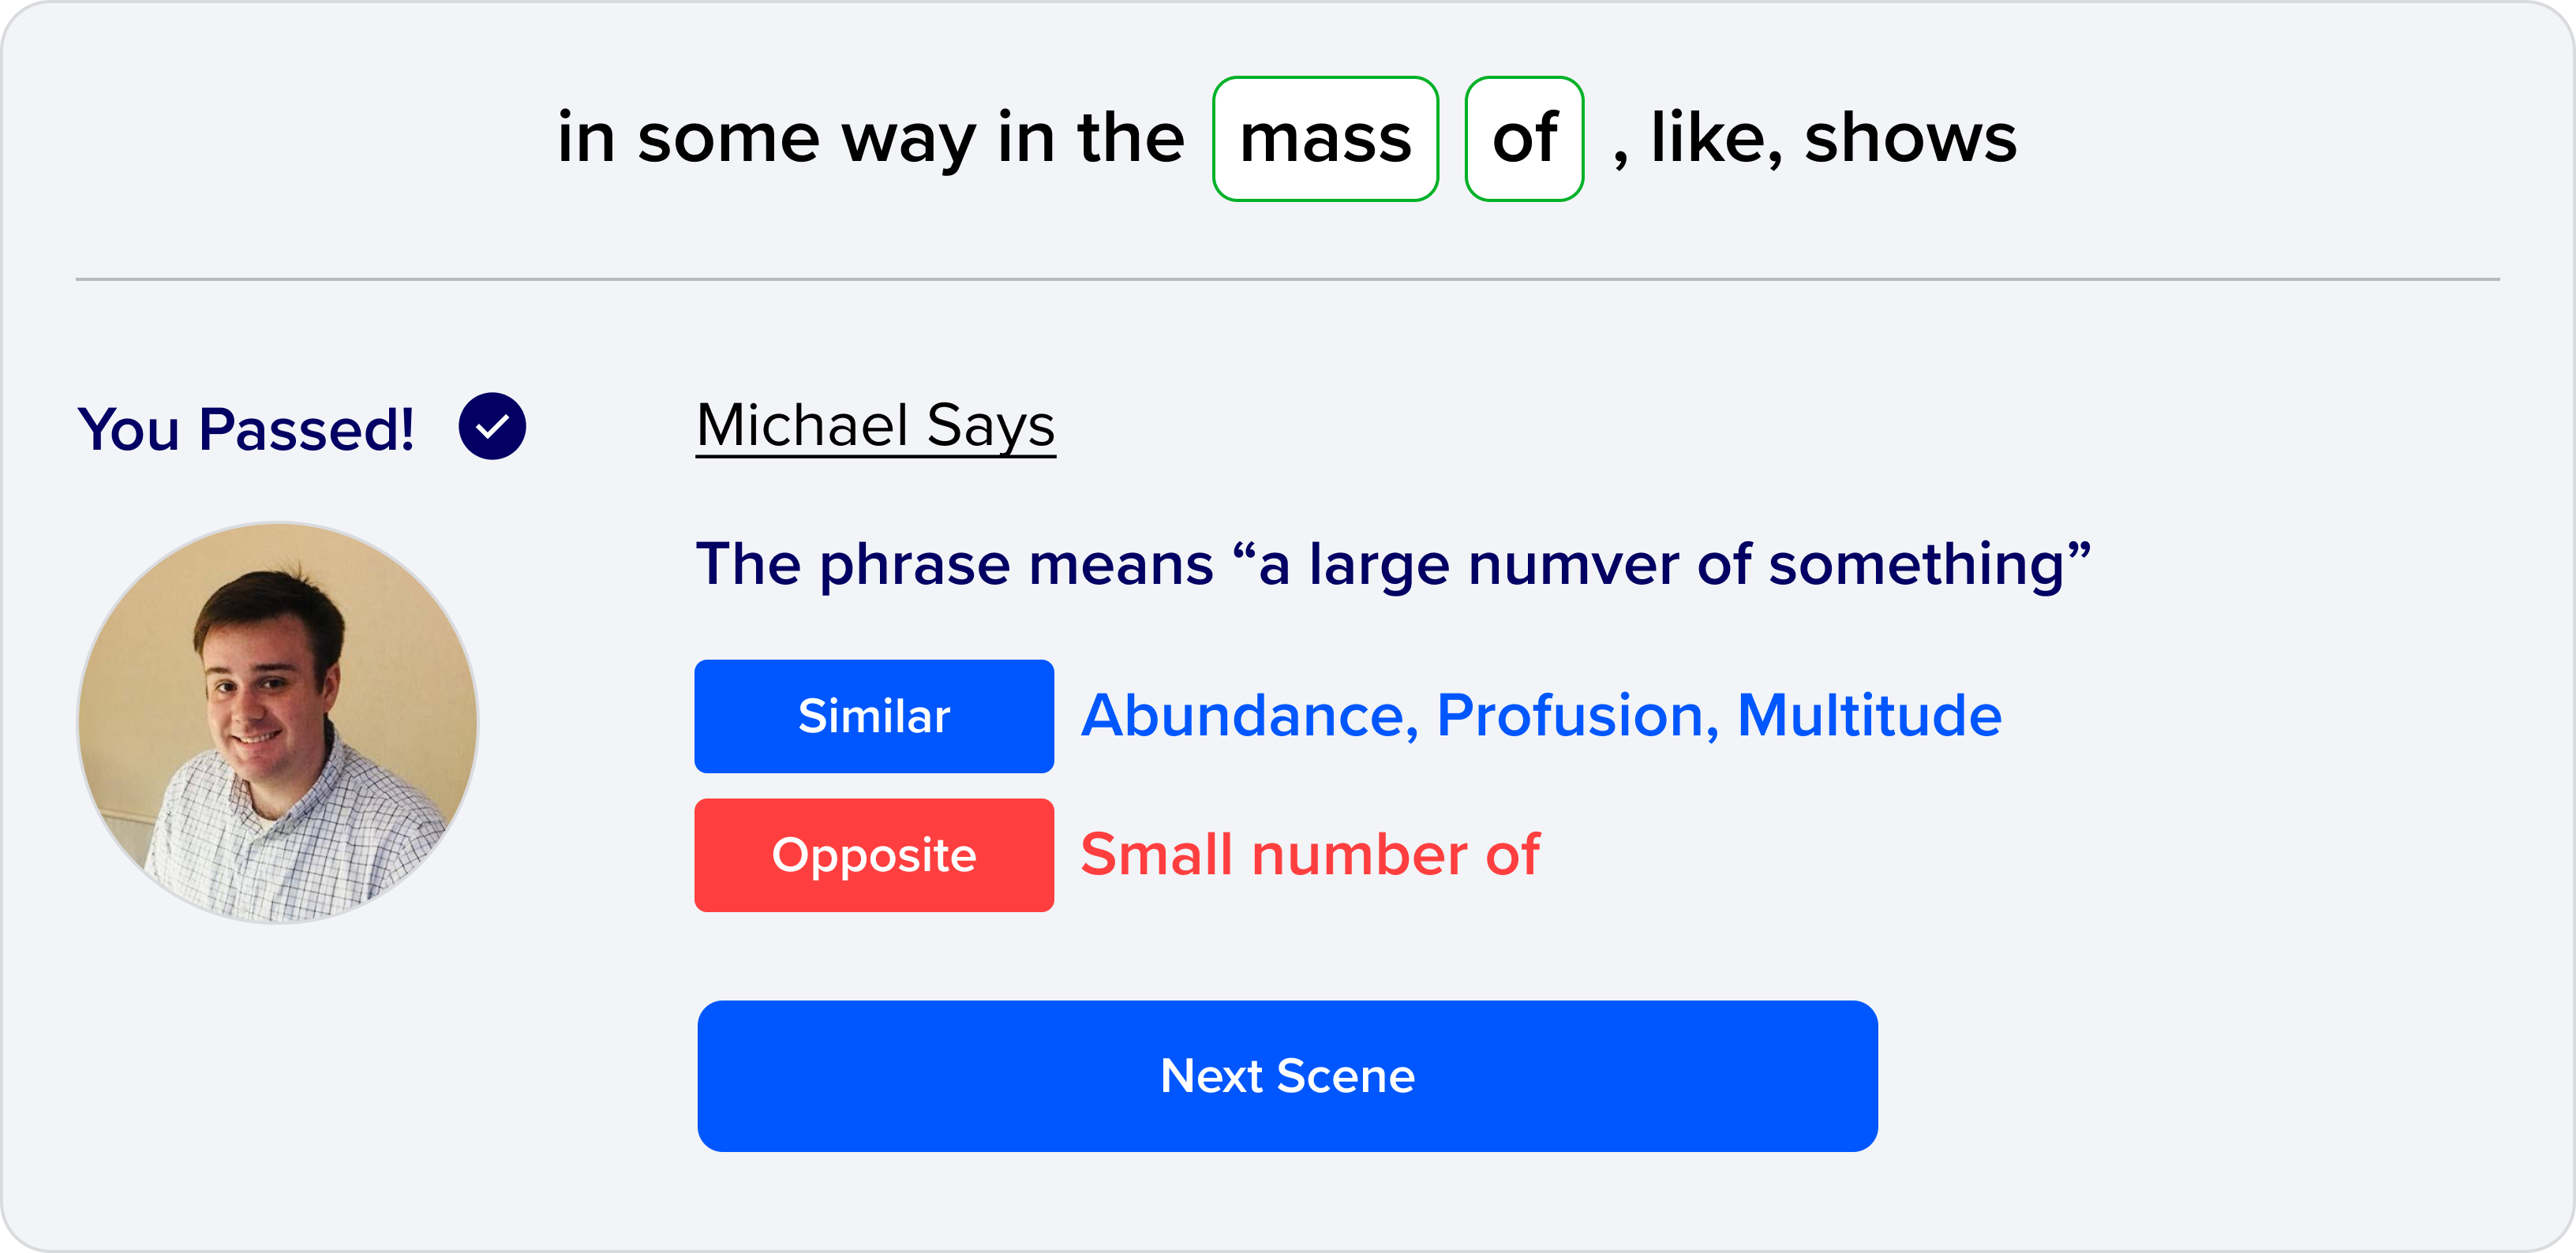 in some way in the mass of , like, shows
You Passed!
Michael Says
The phrase means “a large numver of something”
Similar
Abundance, Profusion, Multitude
Opposite
Small number of
Next Scene